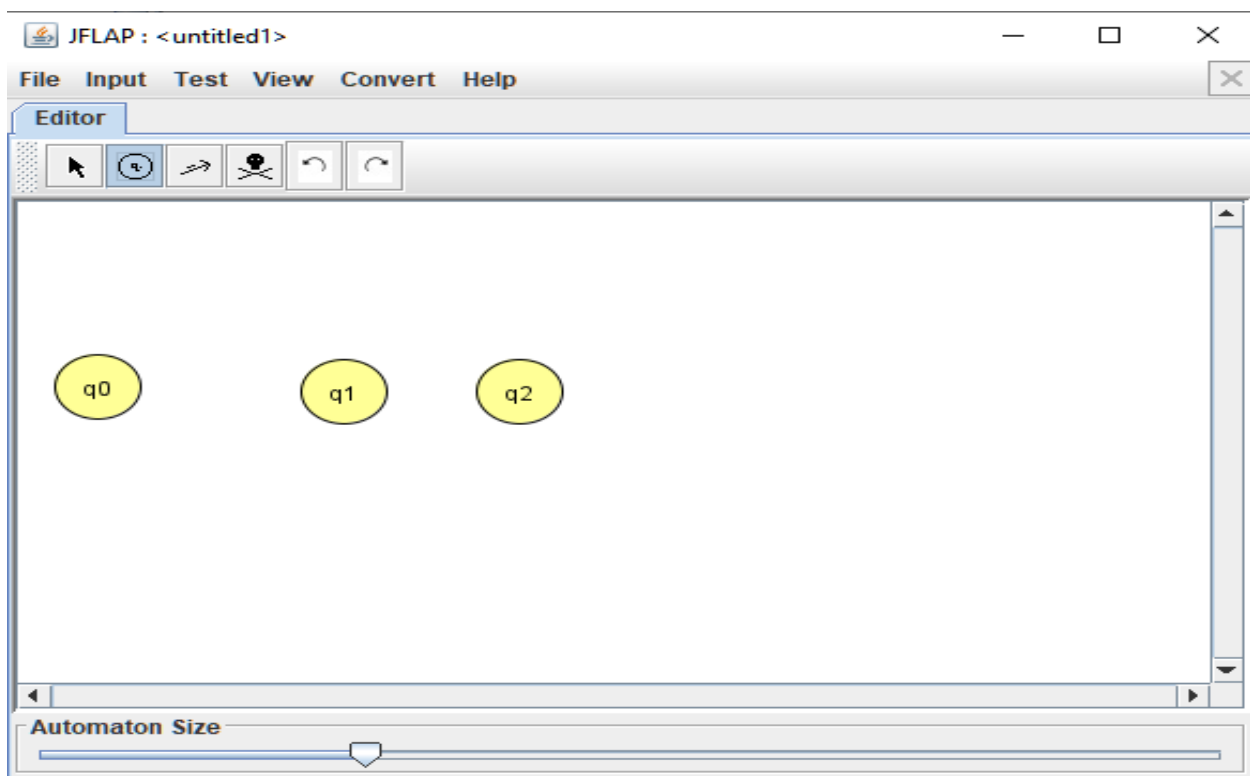 JFLAP : <untitled1>
File Input Test View Convert Help
Editor
q
q0 q1 q2
Automaton Size